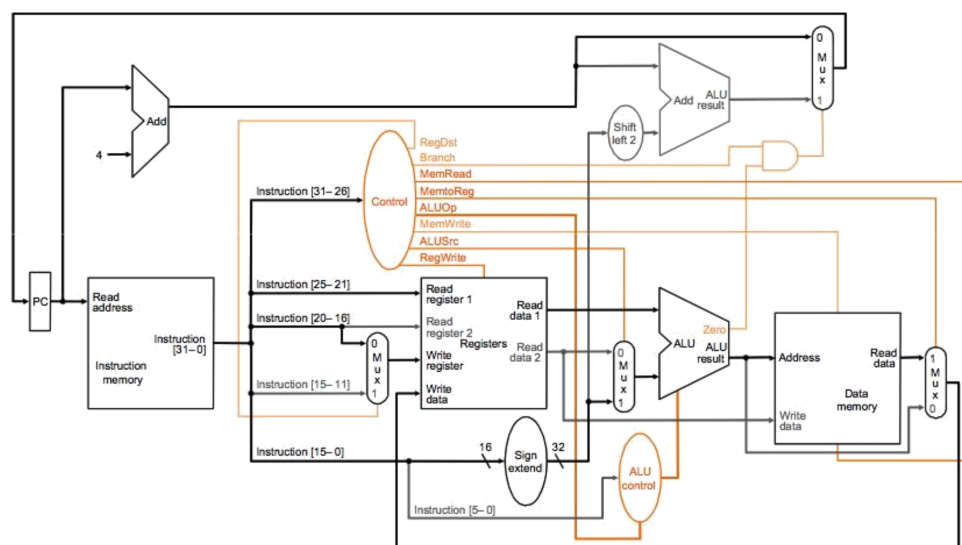 0
M
u
x
1
Add
ALU
result
Add
Shift
left 2
4
RegDst
Branch
MemRead
MemtoReg
ALUOp
MemWrite
ALUSrc
RegWrite
Control
Instruction [31–26]
Instruction [25–21]
Instruction [20–16]
Instruction [15–11]
Instruction [15–0]
Instruction [5–0]
PC
Read
address
Instruction
[31–0]
Instruction
memory
0
M
u
x
1
Read
register 1
Read
register 2
Write
register
Write
data
Registers
Read
data 1
Read
data 2
0
M
u
x
1
Zero
ALU
ALU
result
Address
Read
data
Data
memory
Write
data
1
M
u
x
0
16
Sign
extend
32
ALU
control